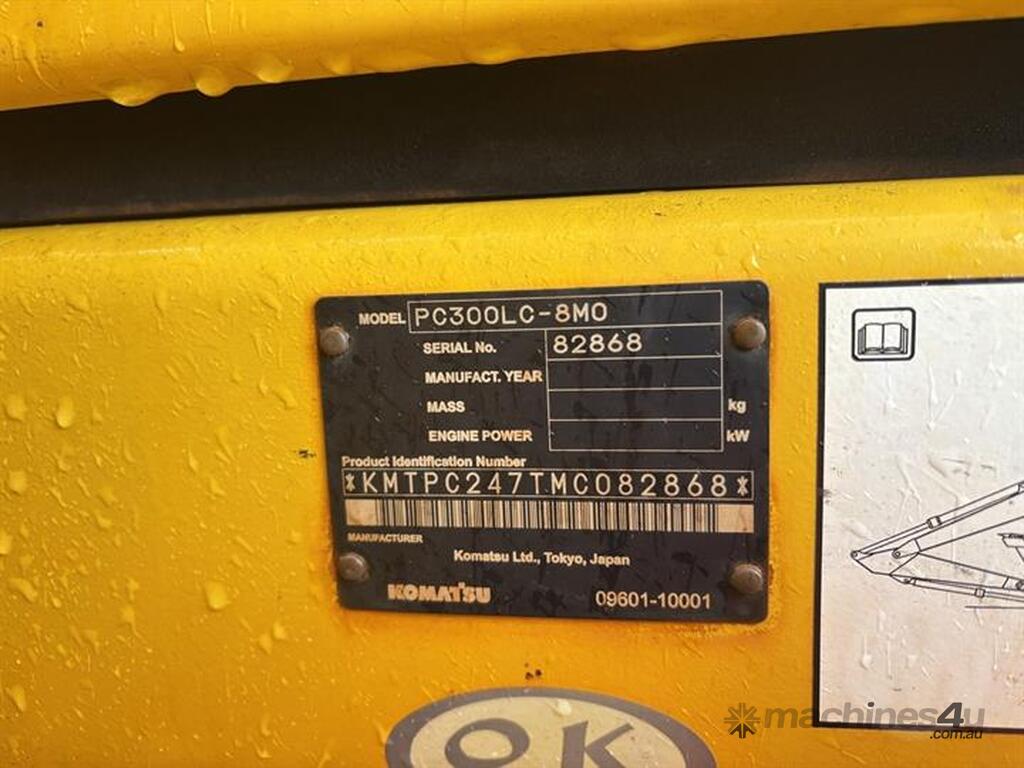 MODEL PC300LC-8M0
SERIAL No. 82868
MANUFACT. YEAR
MASS kg
ENGINE POWER kW
Product Identification Number
*KMTPC247TMC082868*
MANUFACTURER
Komatsu Ltd., Tokyo, Japan
KOMATSU 09601-10001
OK
machines4u
.com.au